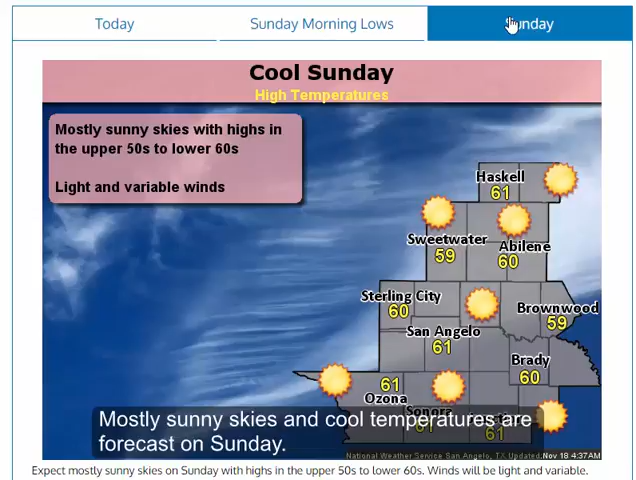 Today
Sunday Morning Lows
Sunday
Cool Sunday
High Temperatures
Mostly sunny skies with highs in
the upper 50s to lower 60s
Light and variable winds
Haskell
61
Sweetwater
59
Abilene
60
Sterling City
60
Brownwood
59
San Angelo
61
Brady
60
61
Ozona
Sonora
61
61
Mostly sunny skies and cool temperatures are
forecast on Sunday.
National Weather Service San Angelo, TX Updated: Nov 18 4:37AM
Expect mostly sunny skies on Sunday with highs in the upper 50s to lower 60s. Winds will be light and variable.